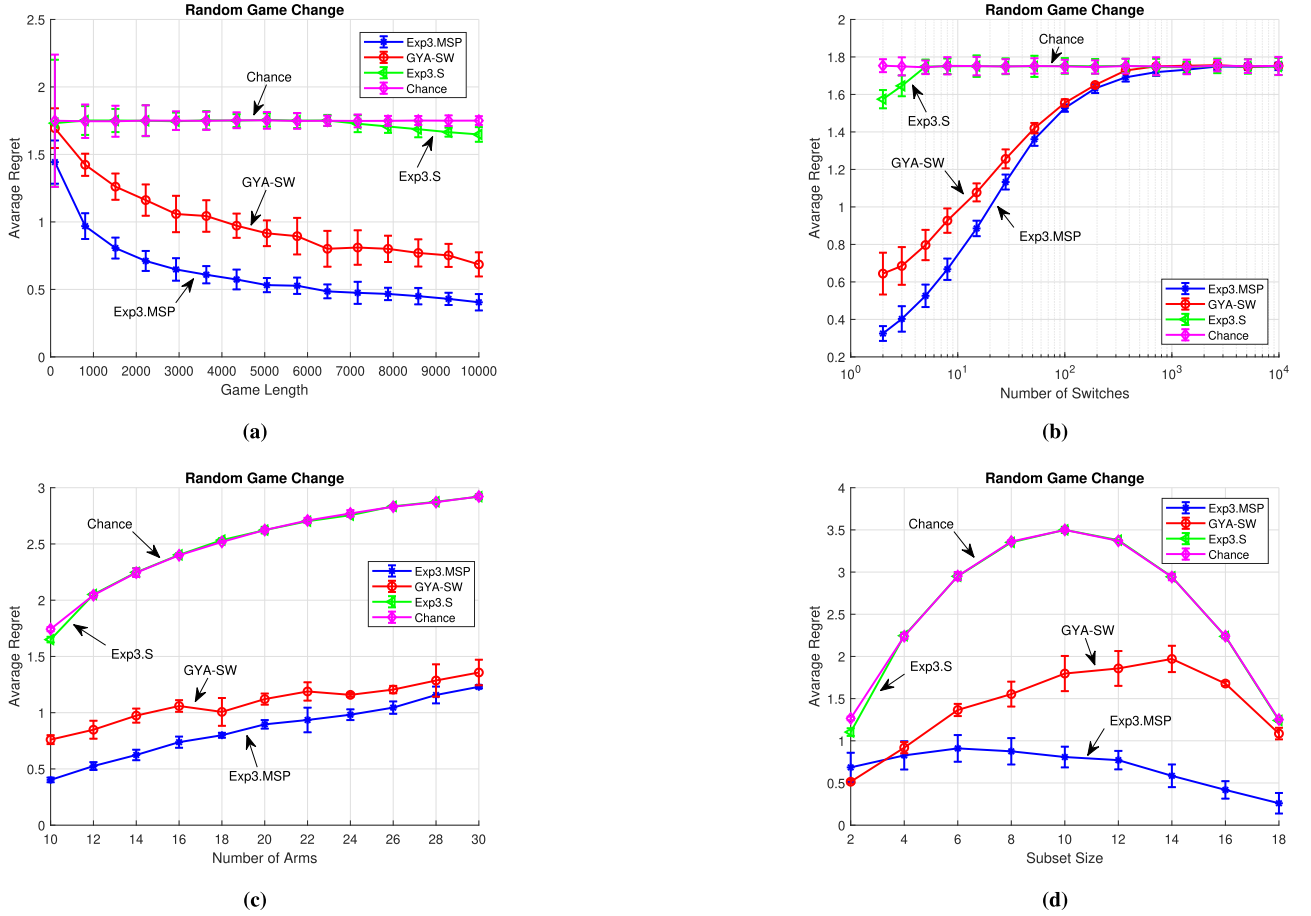 Random Game Change
2.5
2
1.5
1
0.5
0
Avarage Regret
0 1000 2000 3000 4000 5000 6000 7000 8000 9000 10000
Game Length
Exp3.MSP
GYA-SW
Exp3.S
Chance
Chance
Exp3.S
GYA-SW
Exp3.MSP
(a)
Random Game Change
2
1.8
1.6
1.4
1.2
1
0.8
0.6
0.4
0.2
Avarage Regret
10^0 10^1 10^2 10^3 10^4
Number of Switches
Chance
Exp3.S
GYA-SW
Exp3.MSP
Exp3.MSP
GYA-SW
Exp3.S
Chance
(b)
Random Game Change
3
2.5
2
1.5
1
0.5
0
Avarage Regret
10 12 14 16 18 20 22 24 26 28 30
Number of Arms
Chance
Exp3.MSP
GYA-SW
Exp3.S
Chance
Exp3.S
GYA-SW
Exp3.MSP
(c)
Random Game Change
4
3.5
3
2.5
2
1.5
1
0.5
0
Avarage Regret
2 4 6 8 10 12 14 16 18
Subset Size
Exp3.MSP
GYA-SW
Exp3.S
Chance
Chance
GYA-SW
Exp3.S
Exp3.MSP
(d)